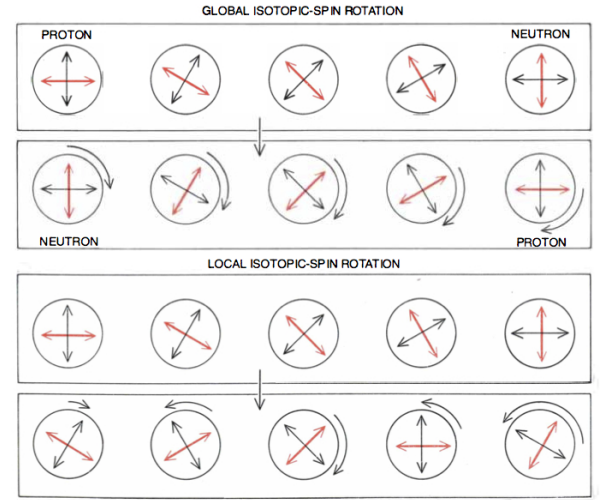 GLOBAL ISOTOPIC-SPIN ROTATION
PROTON
NEUTRON
NEUTRON
PROTON
LOCAL ISOTOPIC-SPIN ROTATION